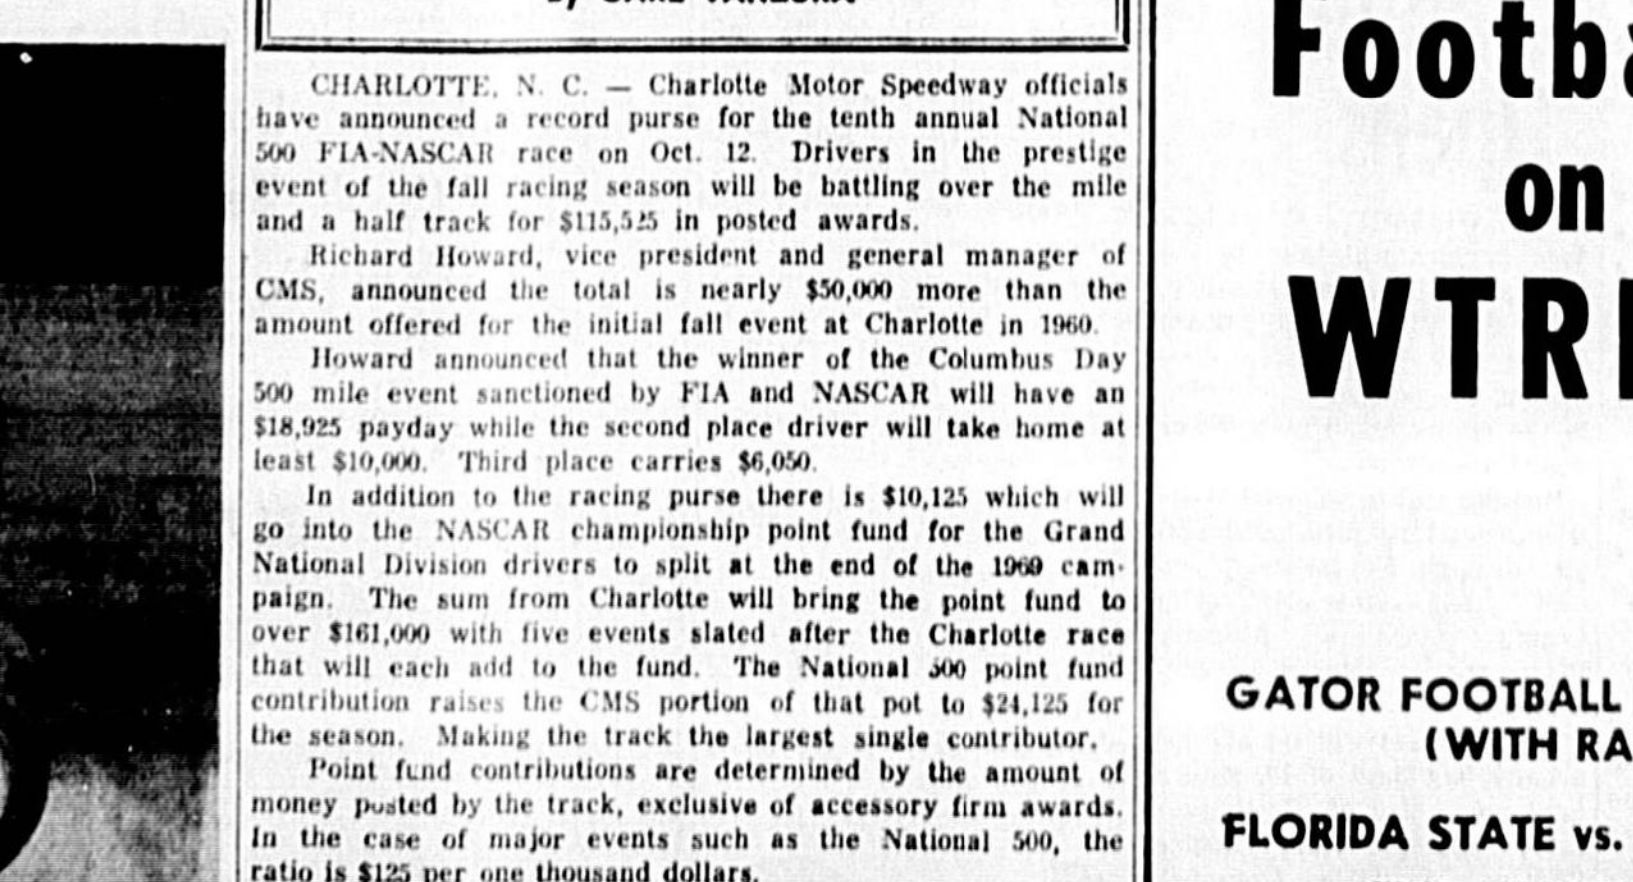 CHARLOTTE, N. C. — Charlotte Motor Speedway officials
have announced a record purse for the tenth annual National
500 FIA-NASCAR race on Oct. 12. Drivers in the prestige
event of the fall racing season will be battling over the mile
and a half track for $115,525 in posted awards.
Richard Howard, vice president and general manager of
CMS, announced the total is nearly $50,000 more than the
amount offered for the initial fall event at Charlotte in 1960.
Howard announced that the winner of the Columbus Day
500 mile event sanctioned by FIA and NASCAR will have an
$18,925 payday while the second place driver will take home at
least $10,000. Third place carries $6,050.
In addition to the racing purse there is $10,125 which will
go into the NASCAR championship point fund for the Grand
National Division drivers to split at the end of the 1969 cam-
paign. The sum from Charlotte will bring the point fund to
over $161,000 with five events slated after the Charlotte race
that will each add to the fund. The National 500 point fund
contribution raises the CMS portion of that pot to $24,125 for
the season. Making the track the largest single contributor.
Point fund contributions are determined by the amount of
money posted by the track, exclusive of accessory firm awards.
In the case of major events such as the National 500, the
ratio is $125 per one thousand dollars.
Footba
on
WTR
GATOR FOOTBALL
(WITH RA
FLORIDA STATE vs.